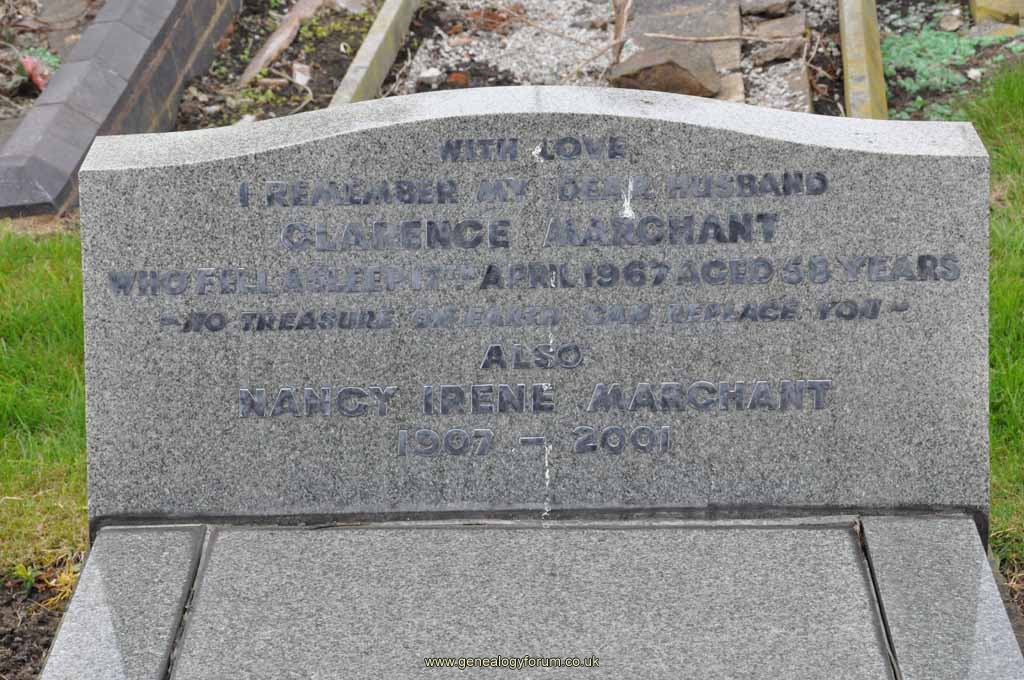 WITH LOVE
I REMEMBER MY DEAR HUSBAND
CLARENCE MARCHANT
WHO FELL ASLEEP APRIL 1967 AGED 58 YEARS
~ NO TREASURE ON EARTH CAN REPLACE YOU ~
ALSO
NANCY IRENE MARCHANT
1907 — 2001
www.genealogyforum.co.uk